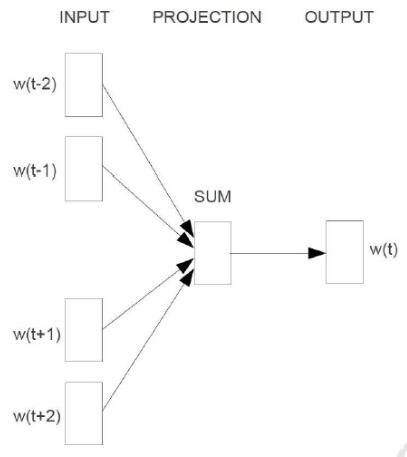 INPUT PROJECTION OUTPUT
w(t-2)
w(t-1)
SUM
w(t)
w(t+1)
w(t+2)